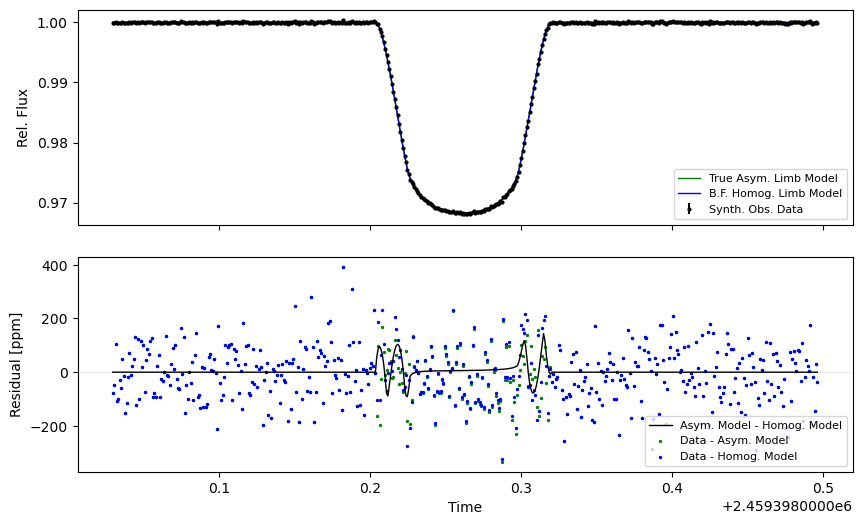 1.00
0.99
0.98
0.97
Rel. Flux
True Asym. Limb Model
B.F. Homog. Limb Model
Synth. Obs. Data
400
200
0
−200
Residual [ppm]
Asym. Model - Homog. Model
Data - Asym. Model
Data - Homog. Model
0.1
0.2
0.3
0.4
0.5
Time
+2.4593980000e6